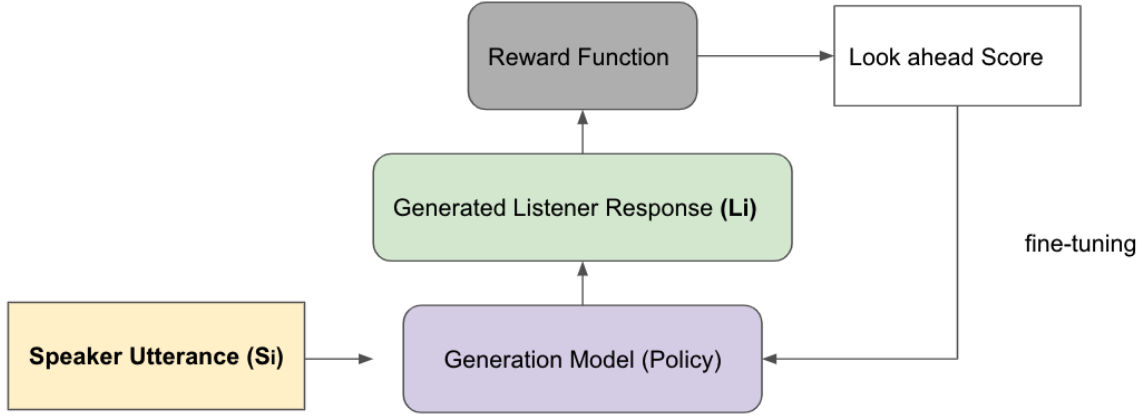 Reward Function
Look ahead Score
Generated Listener Response (Li)
fine-tuning
Speaker Utterance (Si)
Generation Model (Policy)